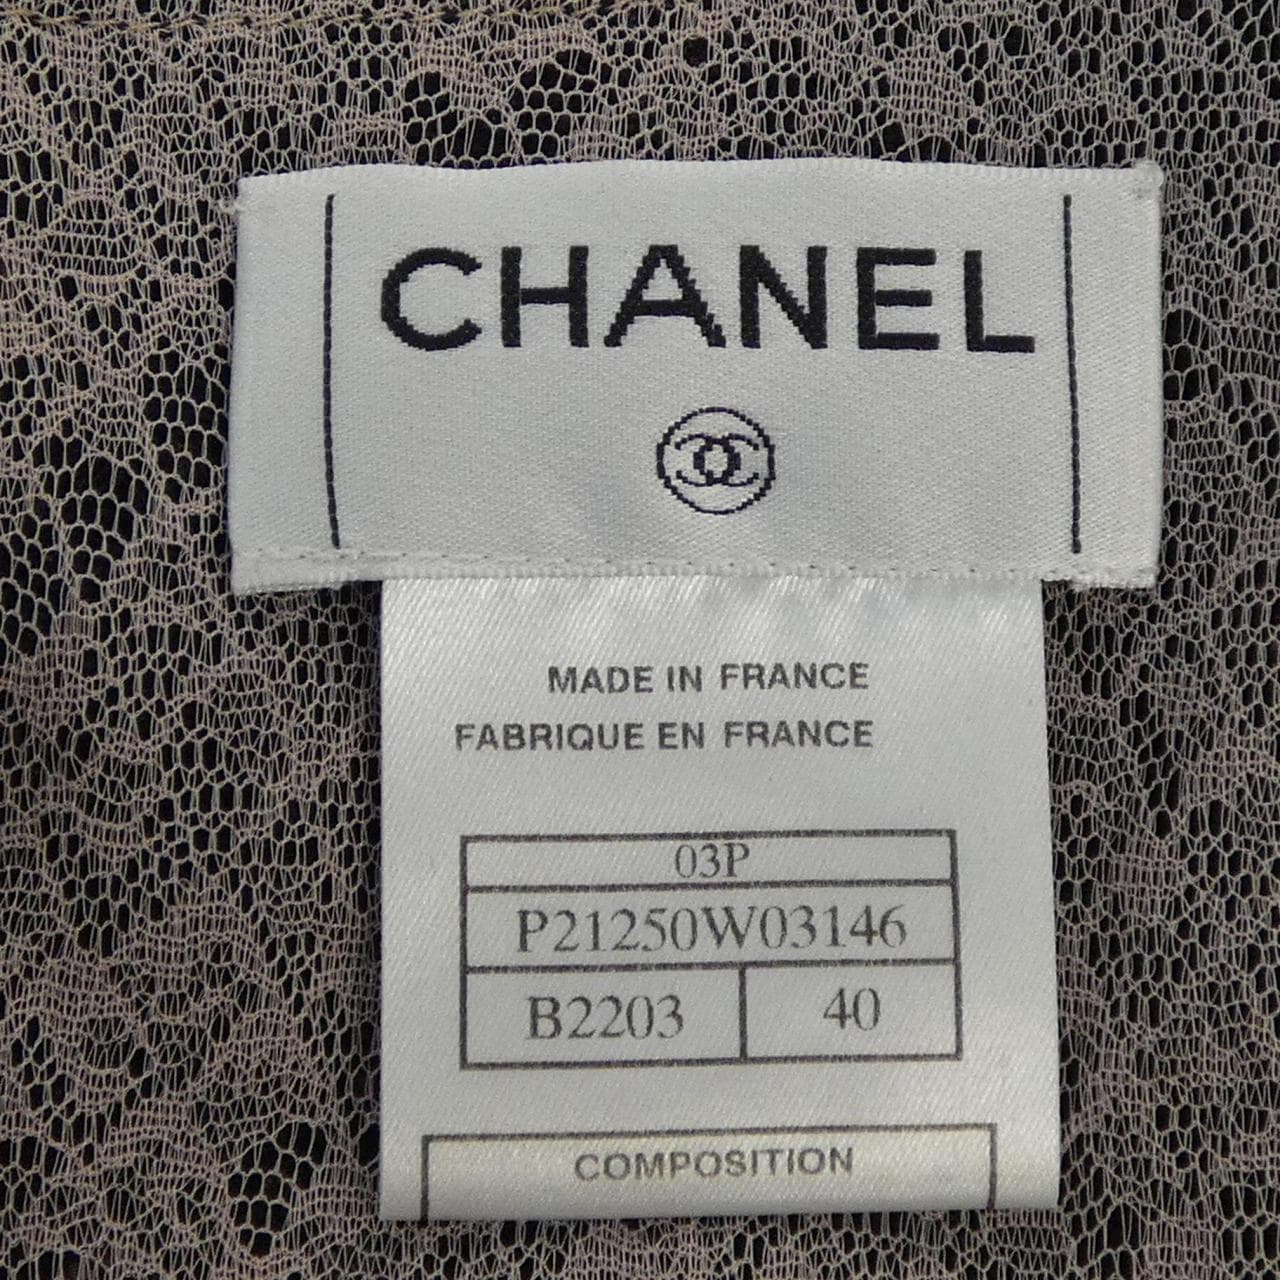 CHANEL
MADE IN FRANCE
FABRIQUE EN FRANCE
03P
P21250W03146
B2203 40
COMPOSITION